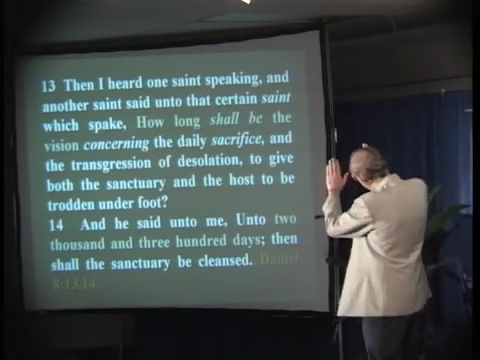 13 Then I heard one saint speaking, and
another saint said unto that certain saint
which spake, How long shall be the
vision concerning the daily sacrifice, and
the transgression of desolation, to give
both the sanctuary and the host to be
trodden under foot?
14 And he said unto me, Unto two
thousand and three hundred days; then
shall the sanctuary be cleansed. Daniel
8:13,14.